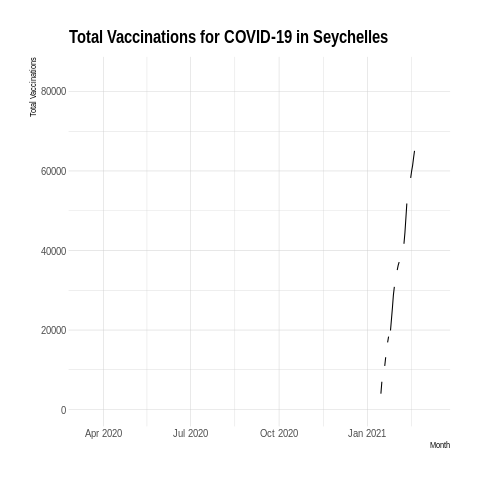 Total Vaccinations for COVID-19 in Seychelles
Total Vaccinations
80000
60000
40000
20000
0
Apr 2020 Jul 2020 Oct 2020 Jan 2021
Month